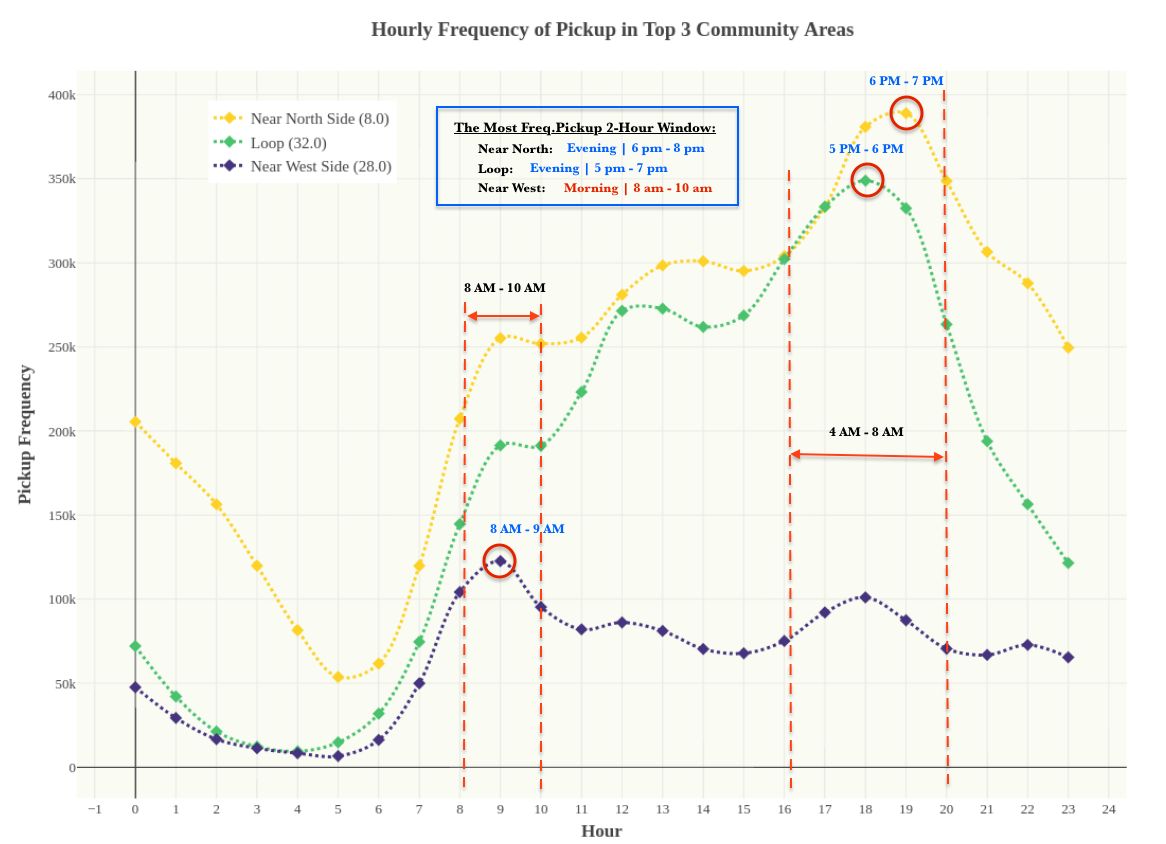 Hourly Frequency of Pickup in Top 3 Community Areas
6 PM - 7 PM
400k
Near North Side (8.0)
Loop (32.0)
Near West Side (28.0)
The Most Freq.Pickup 2-Hour Window:
Near North: Evening | 6 pm - 8 pm
Loop: Evening | 5 pm - 7 pm
Near West: Morning | 8 am - 10 am
5 PM - 6 PM
350k
300k
8 AM - 10 AM
250k
200k
4 AM - 8 AM
150k
8 AM - 9 AM
100k
50k
0
Pickup Frequency
−1 0 1 2 3 4 5 6 7 8 9 10 11 12 13 14 15 16 17 18 19 20 21 22 23 24
Hour